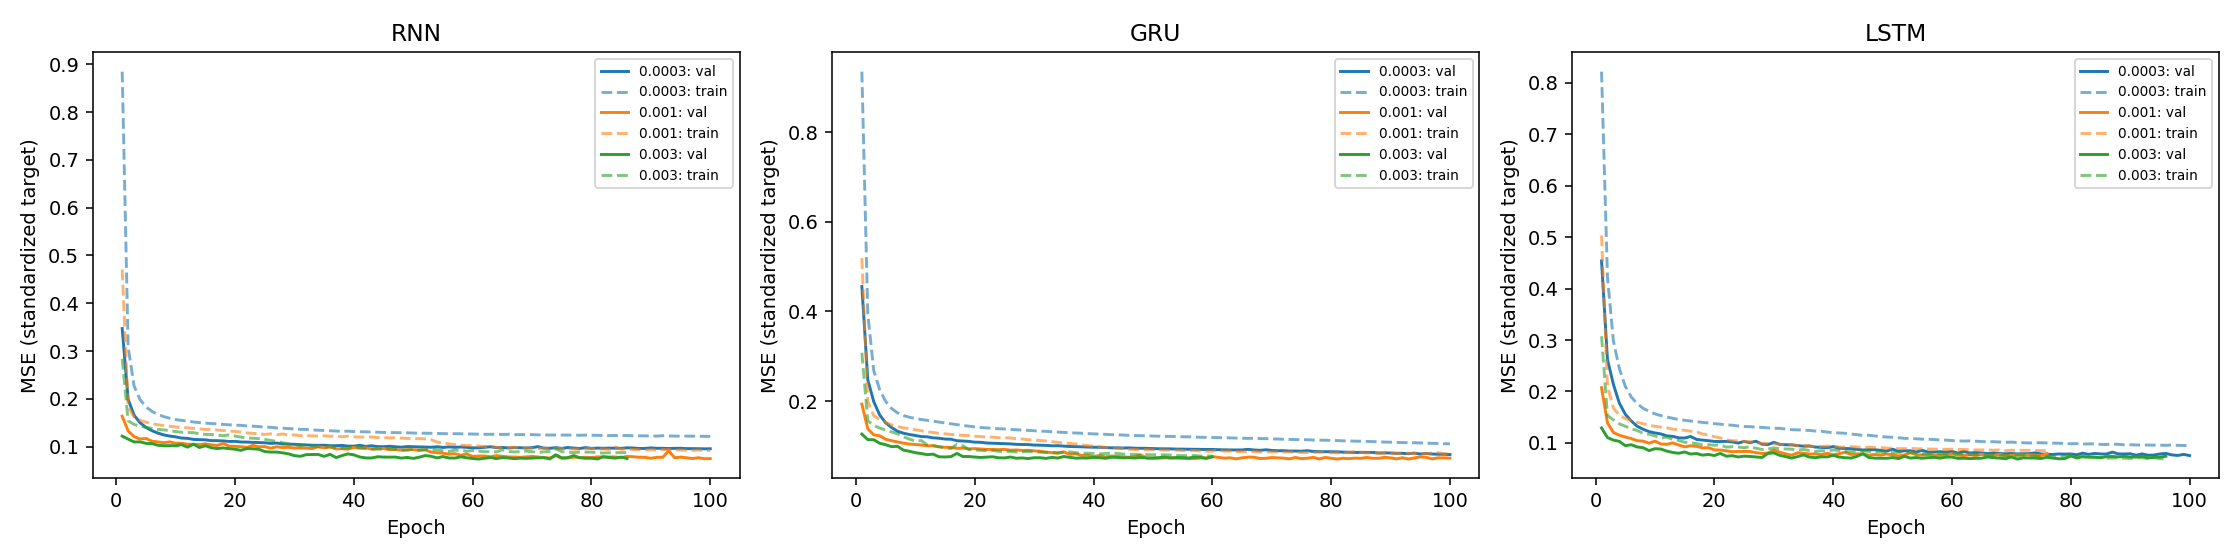 RNN
MSE (standardized target)
0.9
0.8
0.7
0.6
0.5
0.4
0.3
0.2
0.1
0.0003: val
0.0003: train
0.001: val
0.001: train
0.003: val
0.003: train
0 20 40 60 80 100
Epoch
GRU
MSE (standardized target)
0.8
0.6
0.4
0.2
0.0003: val
0.0003: train
0.001: val
0.001: train
0.003: val
0.003: train
0 20 40 60 80 100
Epoch
LSTM
MSE (standardized target)
0.8
0.7
0.6
0.5
0.4
0.3
0.2
0.1
0.0003: val
0.0003: train
0.001: val
0.001: train
0.003: val
0.003: train
0 20 40 60 80 100
Epoch